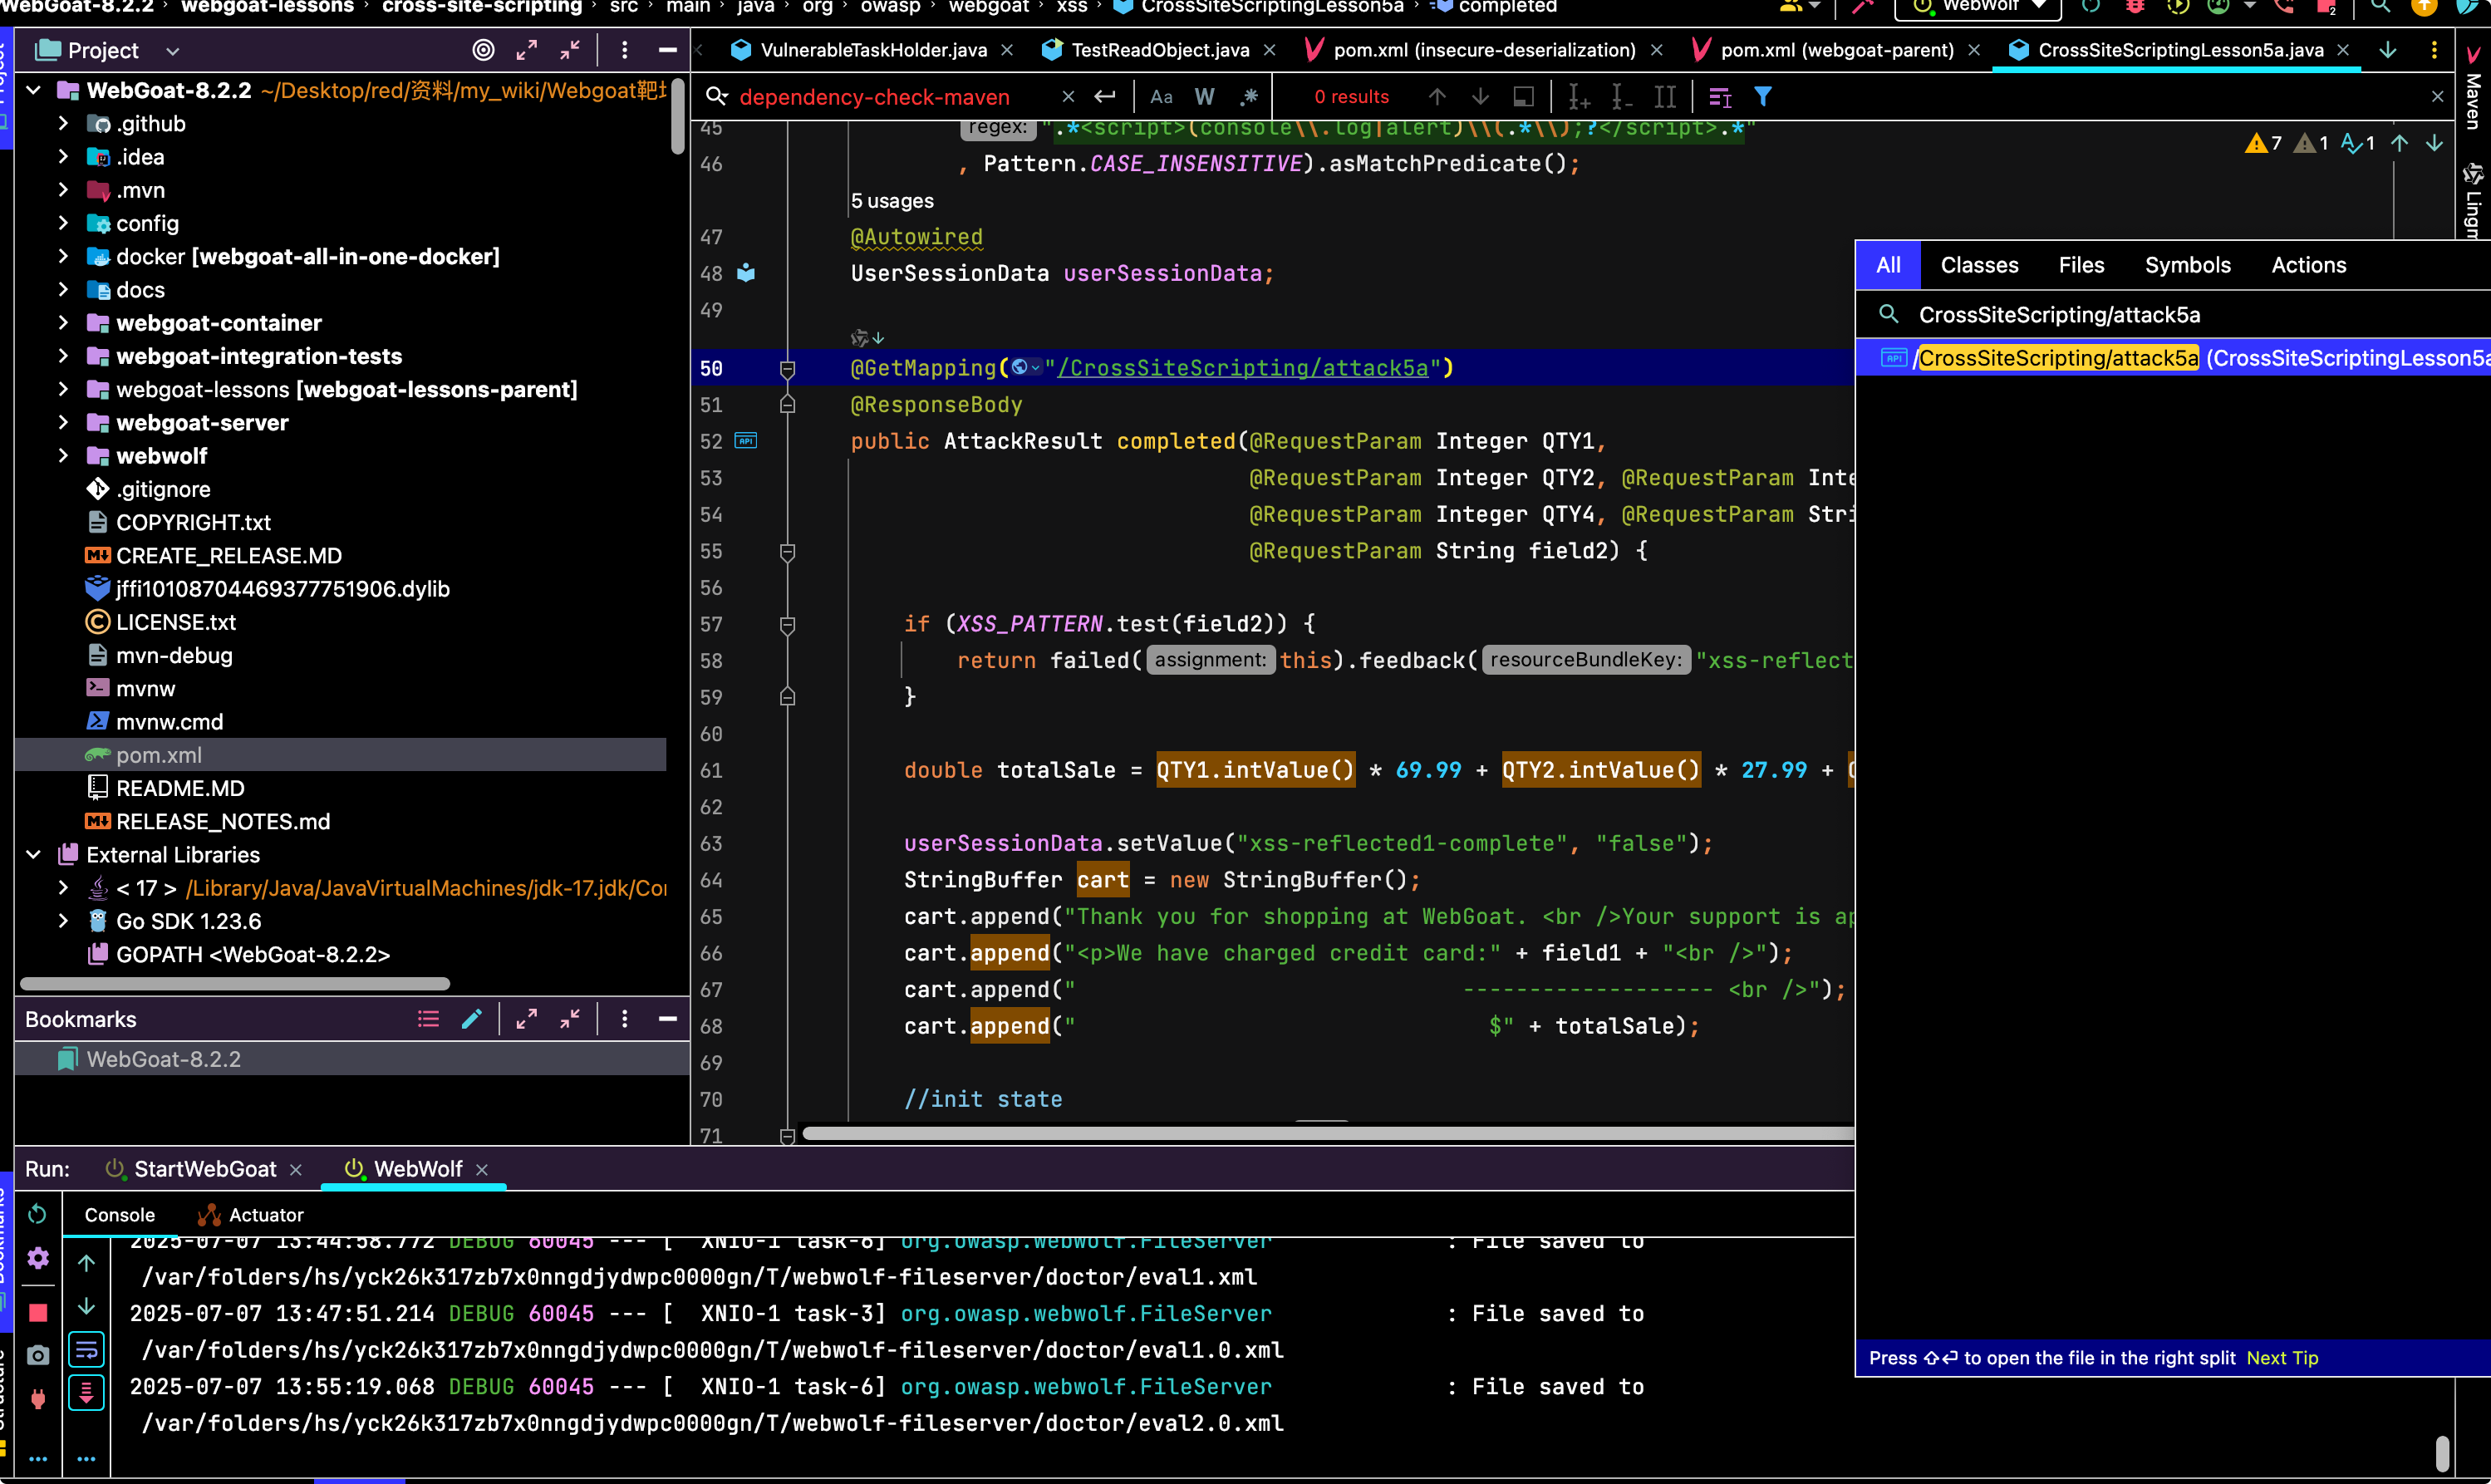 WebGoat-8.2.2 › webgoat-lessons › cross-site-scripting › src › main › java › org › owasp › webgoat › xss › CrossSiteScriptingLesson5a › completed
WebWolf
2
Project
VulnerableTaskHolder.java
TestReadObject.java
pom.xml (insecure-deserialization)
pom.xml (webgoat-parent)
CrossSiteScriptingLesson5a.java
Maven
dependency-check-maven
Aa
W
.*
0 results
WebGoat-8.2.2 ~/Desktop/red/资料/my_wiki/Webgoat靶
.github
.idea
.mvn
config
docker [webgoat-all-in-one-docker]
docs
webgoat-container
webgoat-integration-tests
webgoat-lessons [webgoat-lessons-parent]
webgoat-server
webwolf
.gitignore
COPYRIGHT.txt
CREATE_RELEASE.MD
jffi10108704469377751906.dylib
LICENSE.txt
mvn-debug
mvnw
mvnw.cmd
pom.xml
README.MD
RELEASE_NOTES.md
External Libraries
< 17 > /Library/Java/JavaVirtualMachines/jdk-17.jdk/Co
Go SDK 1.23.6
GOPATH <WebGoat-8.2.2>
Bookmarks
WebGoat-8.2.2
7 1 1
45 regex: ".*<script>(console\\.log|alert)\\(.*\\);?</script>.*"
46 , Pattern.CASE_INSENSITIVE).asMatchPredicate();
5 usages
47 @Autowired
48 UserSessionData userSessionData;
49
50 @GetMapping("/CrossSiteScripting/attack5a")
51 @ResponseBody
52 public AttackResult completed(@RequestParam Integer QTY1,
53 @RequestParam Integer QTY2, @RequestParam Inte
54 @RequestParam Integer QTY4, @RequestParam Stri
55 @RequestParam String field2) {
56
57 if (XSS_PATTERN.test(field2)) {
58 return failed( assignment: this).feedback( resourceBundleKey: "xss-reflect
59 }
60
61 double totalSale = QTY1.intValue() * 69.99 + QTY2.intValue() * 27.99 +
62
63 userSessionData.setValue("xss-reflected1-complete", "false");
64 StringBuffer cart = new StringBuffer();
65 cart.append("Thank you for shopping at WebGoat. <br />Your support is ap
66 cart.append("<p>We have charged credit card:" + field1 + "<br />");
67 cart.append(" ------------------- <br />");
68 cart.append(" $" + totalSale);
69
70 //init state
71
All
Classes
Files
Symbols
Actions
CrossSiteScripting/attack5a
API /CrossSiteScripting/attack5a (CrossSiteScriptingLesson5a
Press ⇧⏎ to open the file in the right split Next Tip
Run:
StartWebGoat
WebWolf
Console
Actuator
2025-07-07 13:44:58.772 DEBUG 60045 --- [ XNIO-1 task-6] org.owasp.webwolf.FileServer : File saved to
/var/folders/hs/yck26k317zb7x0nngdjydwpc0000gn/T/webwolf-fileserver/doctor/eval1.xml
2025-07-07 13:47:51.214 DEBUG 60045 --- [ XNIO-1 task-3] org.owasp.webwolf.FileServer : File saved to
/var/folders/hs/yck26k317zb7x0nngdjydwpc0000gn/T/webwolf-fileserver/doctor/eval1.0.xml
2025-07-07 13:55:19.068 DEBUG 60045 --- [ XNIO-1 task-6] org.owasp.webwolf.FileServer : File saved to
/var/folders/hs/yck26k317zb7x0nngdjydwpc0000gn/T/webwolf-fileserver/doctor/eval2.0.xml